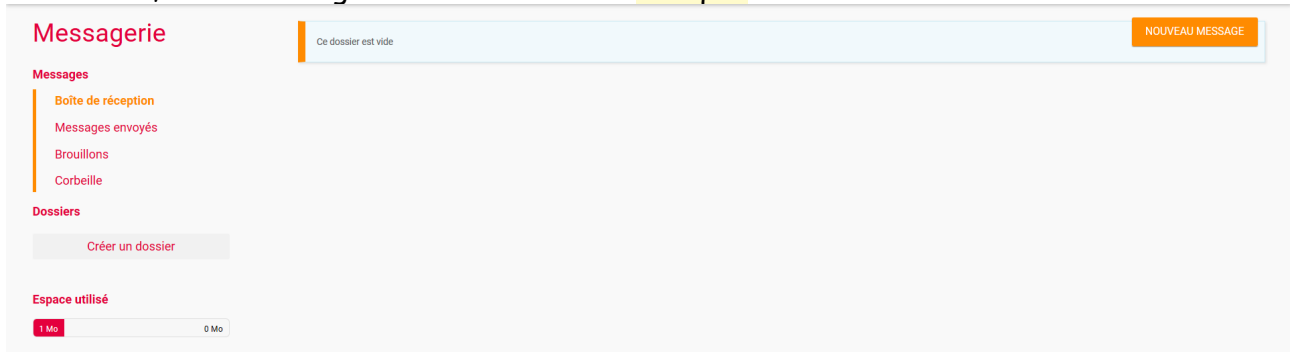 Messagerie
Ce dossier est vide
NOUVEAU MESSAGE
Messages
Boîte de réception
Messages envoyés
Brouillons
Corbeille
Dossiers
Créer un dossier
Espace utilisé
1 Mo 0 Mo